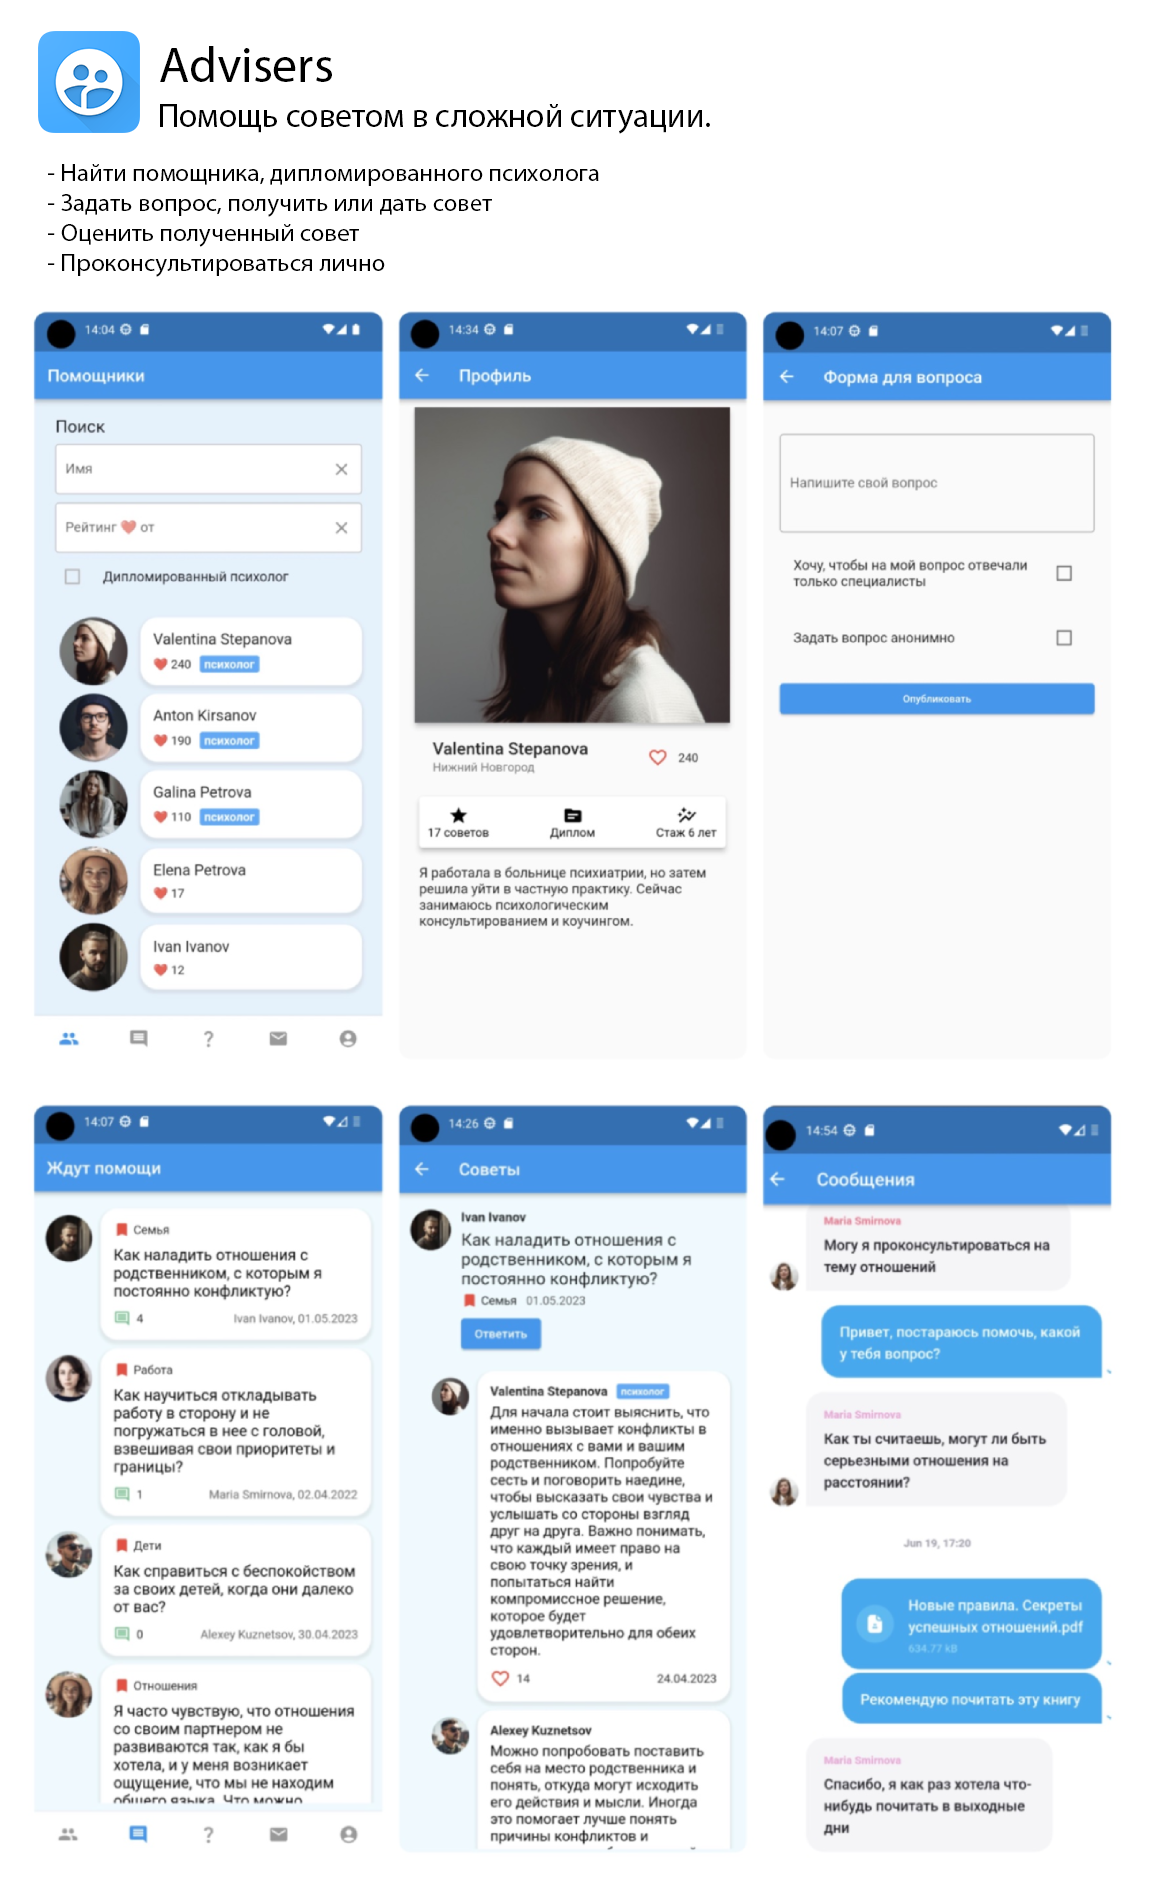 Advisers
Помощь советом в сложной ситуации.
- Найти помощника, дипломированного психолога
- Задать вопрос, получить или дать совет
- Оценить полученный совет
- Проконсультироваться лично
14:04
Помощники
Поиск
Имя
Рейтинг ❤️ от
Дипломированный психолог
Valentina Stepanova
❤️ 240 психолог
Anton Kirsanov
❤️ 190 психолог
Galina Petrova
❤️ 110 психолог
Elena Petrova
❤️ 17
Ivan Ivanov
❤️ 12
?
14:34
Профиль
Valentina Stepanova
Нижний Новгород
240
17 советов
Диплом
Стаж 6 лет
Я работала в больнице психиатрии, но затем
решила уйти в частную практику. Сейчас
занимаюсь психологическим
консультированием и коучингом.
14:07
Форма для вопроса
Напишите свой вопрос
Хочу, чтобы на мой вопрос отвечали
только специалисты
Задать вопрос анонимно
Опубликовать
14:07
Ждут помощи
Семья
Как наладить отношения с
родственником, с которым я
постоянно конфликтую?
4
Ivan Ivanov, 01.05.2023
Работа
Как научиться откладывать
работу в сторону и не
погружаться в нее с головой,
взвешивая свои приоритеты и
границы?
1
Maria Smirnova, 02.04.2022
Дети
Как справиться с беспокойством
за своих детей, когда они далеко
от вас?
0
Alexey Kuznetsov, 30.04.2023
Отношения
Я часто чувствую, что отношения
со своим партнером не
развиваются так, как я бы
хотела, и у меня возникает
ощущение, что мы не находим
общего языка. Что можно
?
14:26
Советы
Ivan Ivanov
Как наладить отношения с
родственником, с которым я
постоянно конфликтую?
Семья 01.05.2023
Ответить
Valentina Stepanova психолог
Для начала стоит выяснить, что
именно вызывает конфликты в
отношениях с вами и вашим
родственником. Попробуйте
сесть и поговорить наедине,
чтобы высказать свои чувства и
услышать со стороны взгляд
друг на друга. Важно понимать,
что каждый имеет право на
свою точку зрения, и
попытаться найти
компромиссное решение,
которое будет
удовлетворительно для обеих
сторон.
14
24.04.2023
Alexey Kuznetsov
Можно попробовать поставить
себя на место родственника и
понять, откуда могут исходить
его действия и мысли. Иногда
это помогает лучше понять
причины конфликтов и
14:54
Сообщения
Maria Smirnova
Могу я проконсультироваться на
тему отношений
Привет, постараюсь помочь, какой
у тебя вопрос?
Maria Smirnova
Как ты считаешь, могут ли быть
серьезными отношения на
расстоянии?
Jun 19, 17:20
Новые правила. Секреты
успешных отношений.pdf
634.77 kB
Рекомендую почитать эту книгу
Maria Smirnova
Спасибо, я как раз хотела что-
нибудь почитать в выходные
дни